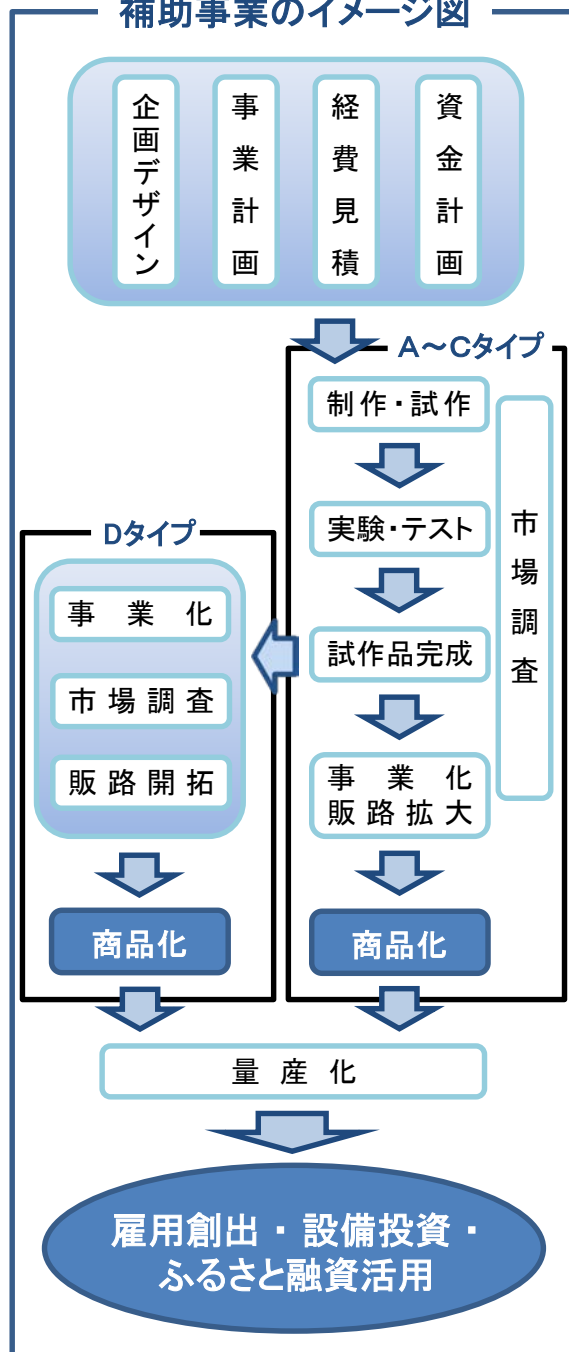 補助事業のイメージ図
企画デザイン
事業計画
経費見積
資金計画
A～Cタイプ
制作・試作
実験・テスト
試作品完成
事業化
販路拡大
商品化
市場調査
Dタイプ
事業化
市場調査
販路開拓
商品化
量産化
雇用創出・設備投資・
ふるさと融資活用